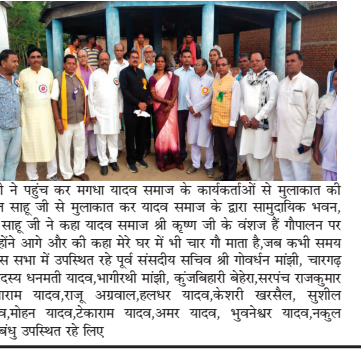 ी ने पहुंच कर मगधा यादव समाज के कार्यकर्ताओं से मुलाकात की
साहू जी से मुलाकात कर यादव समाज के द्वारा सामुदायिक भवन,
साहू जी ने कहा यादव समाज श्री कृष्ण जी के वंशज हैं गौपालन पर
होंने आगे और की कहा मेरे घर में भी चार गौ माता है,जब कभी समय
स सभा में उपस्थित रहे पूर्व संसदीय सचिव श्री गोवर्धन मांझी, चारगढ़
दस्य धनमती यादव,भागीरथी मांझी, कुंजबिहारी बेहेरा,सरपंच राजकुमार
ाराम यादव,राजू अग्रवाल,हलधर यादव,केशरी खरसैल, सुशील
व,मोहन यादव,टेकाराम यादव,अमर यादव, भुवनेश्वर यादव,नकुल
बंधु उपस्थित रहे लिए